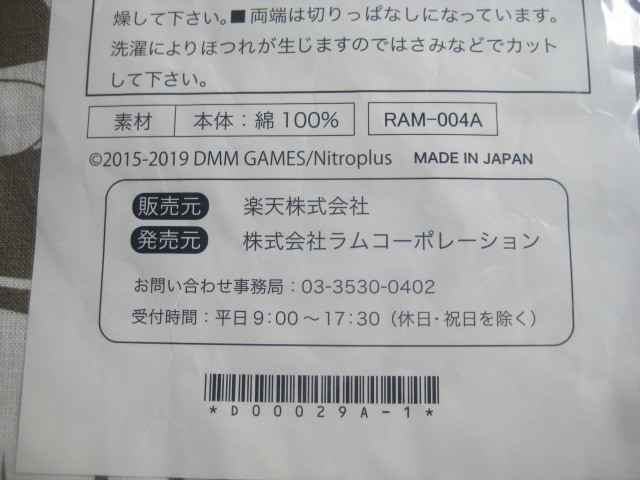 燥して下さい。■両端は切りっぱなしになっています。
洗濯によりほつれが生じますのではさみなどでカット
して下さい。
素材 本体：綿 100% RAM-004A
©2015-2019 DMM GAMES/Nitroplus MADE IN JAPAN
販売元 楽天株式会社
発売元 株式会社ラムコーポレーション
お問い合わせ事務局：03-3530-0402
受付時間：平日9:00～17:30（休日・祝日を除く）
*D00029A-1*